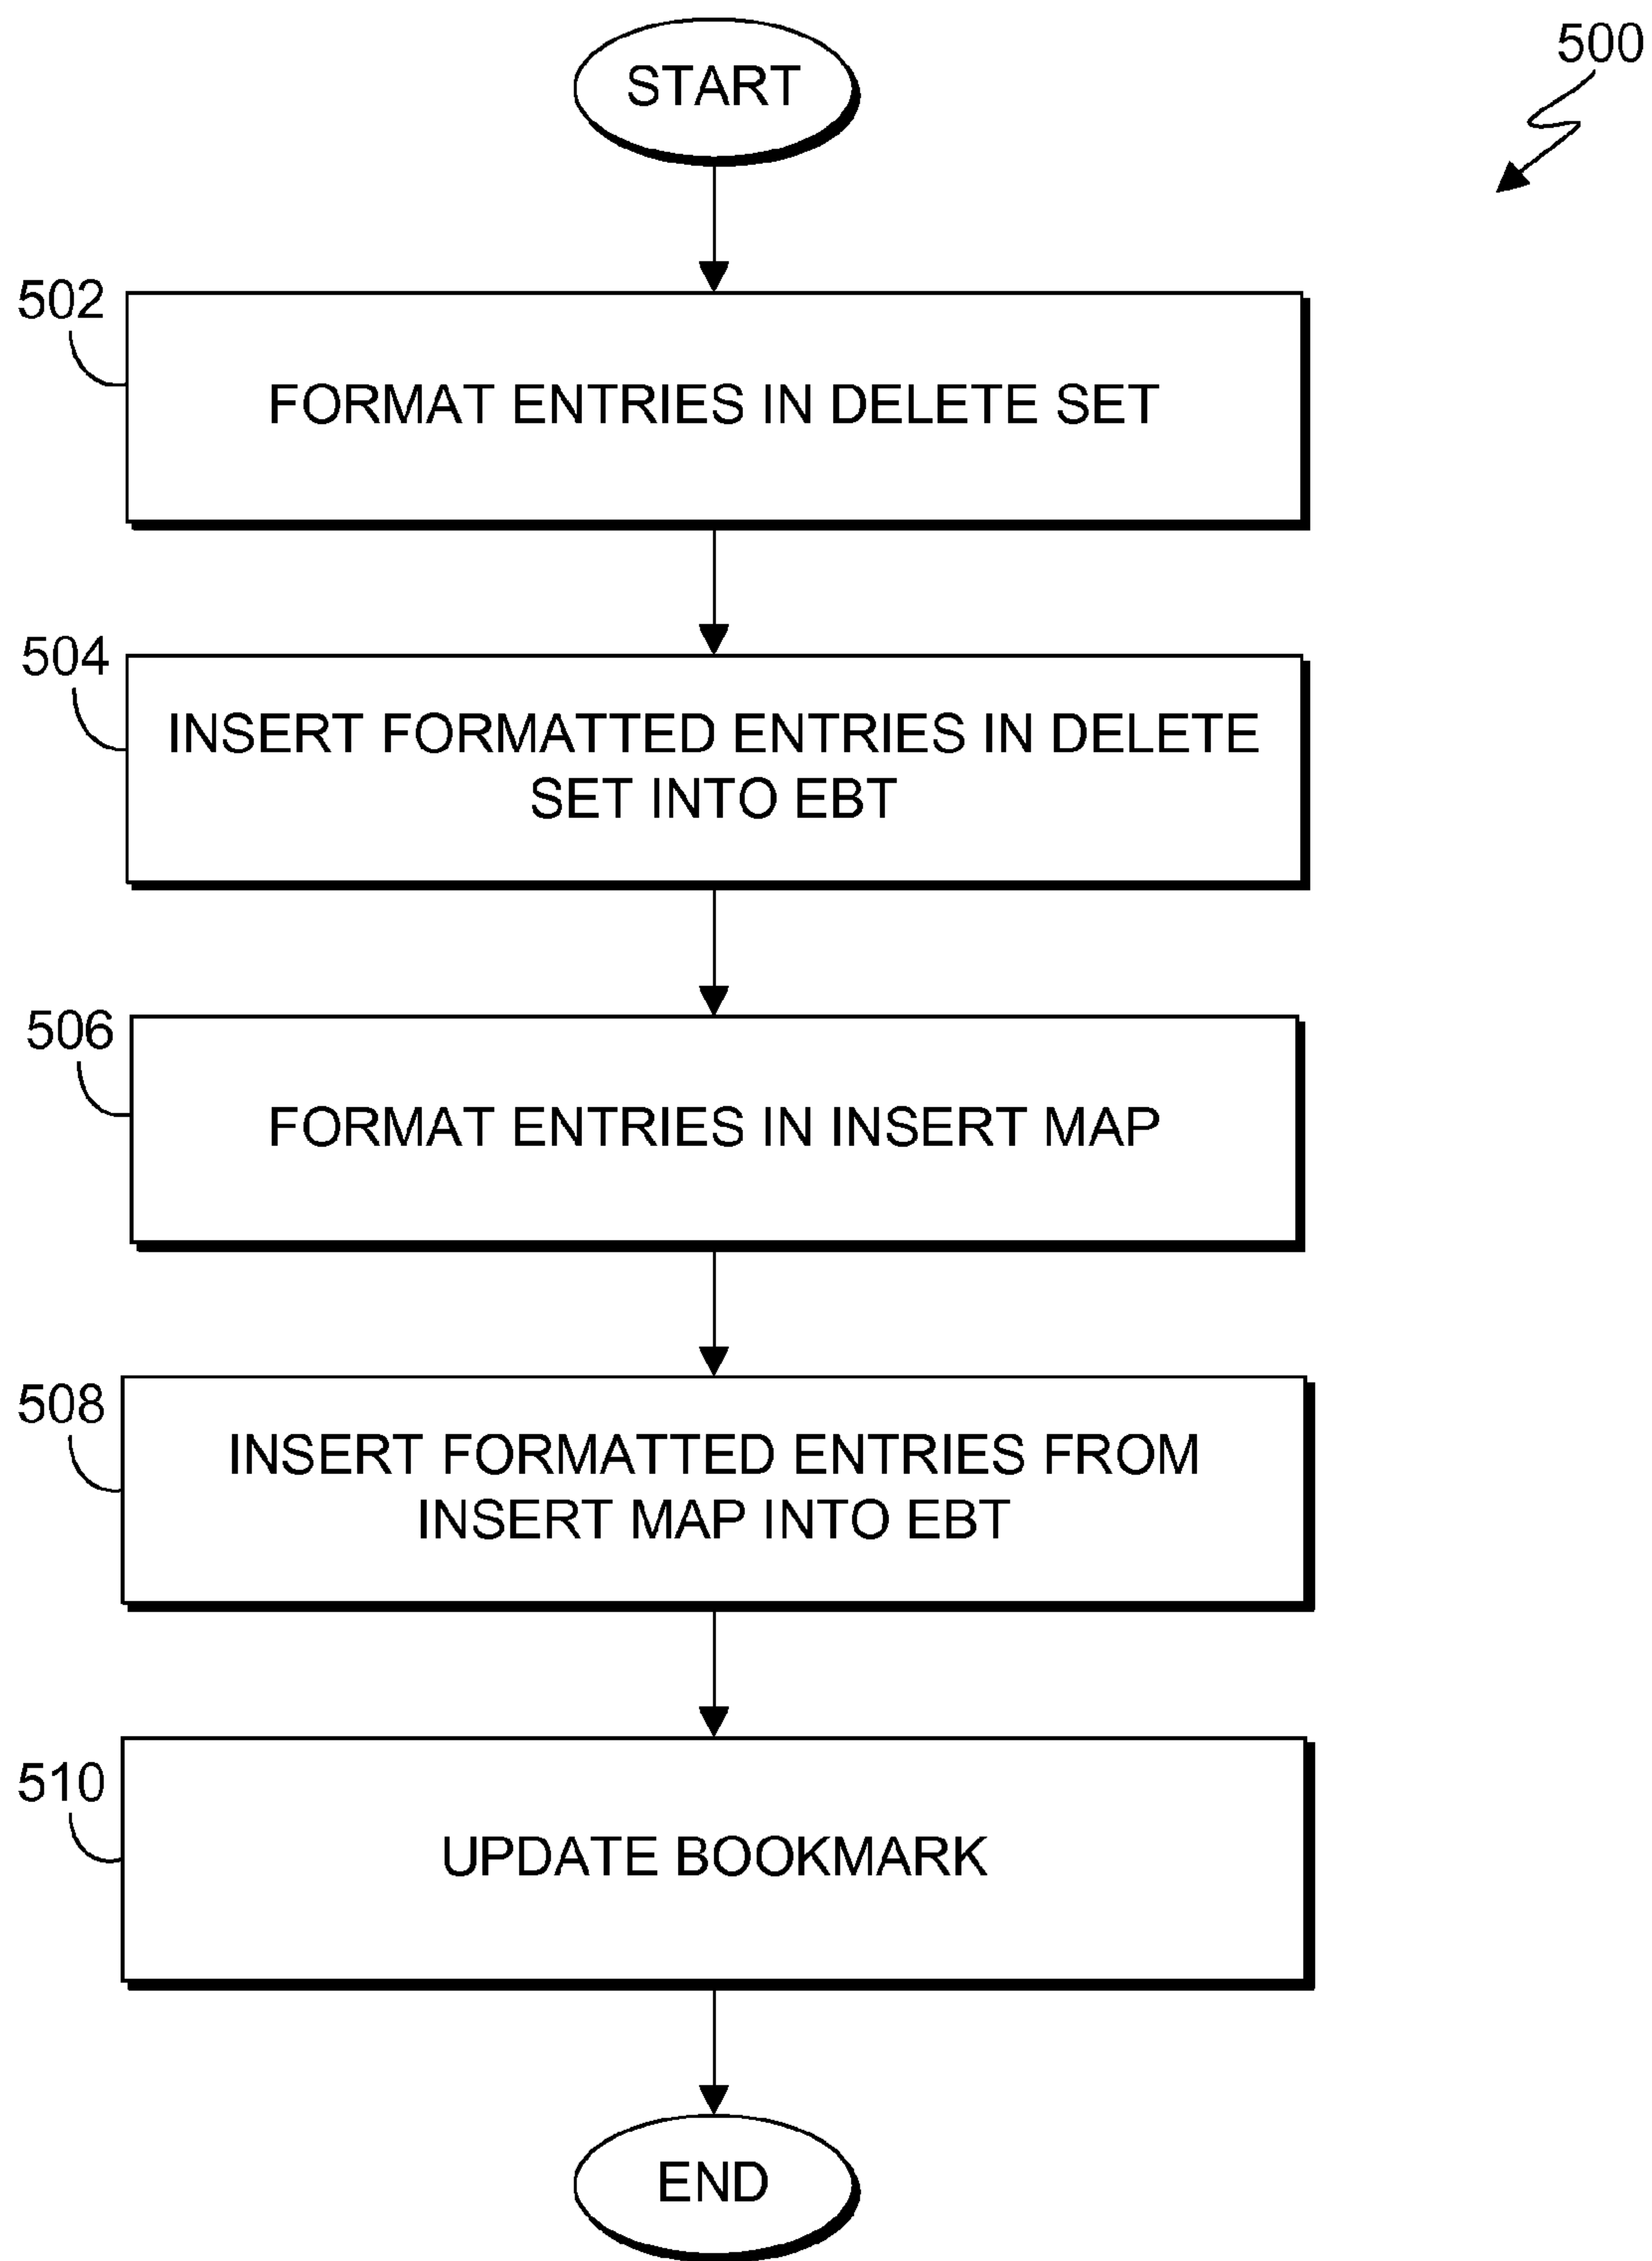 START
500
502
FORMAT ENTRIES IN DELETE SET
504
INSERT FORMATTED ENTRIES IN DELETE
SET INTO EBT
506
FORMAT ENTRIES IN INSERT MAP
508
INSERT FORMATTED ENTRIES FROM
INSERT MAP INTO EBT
510
UPDATE BOOKMARK
END